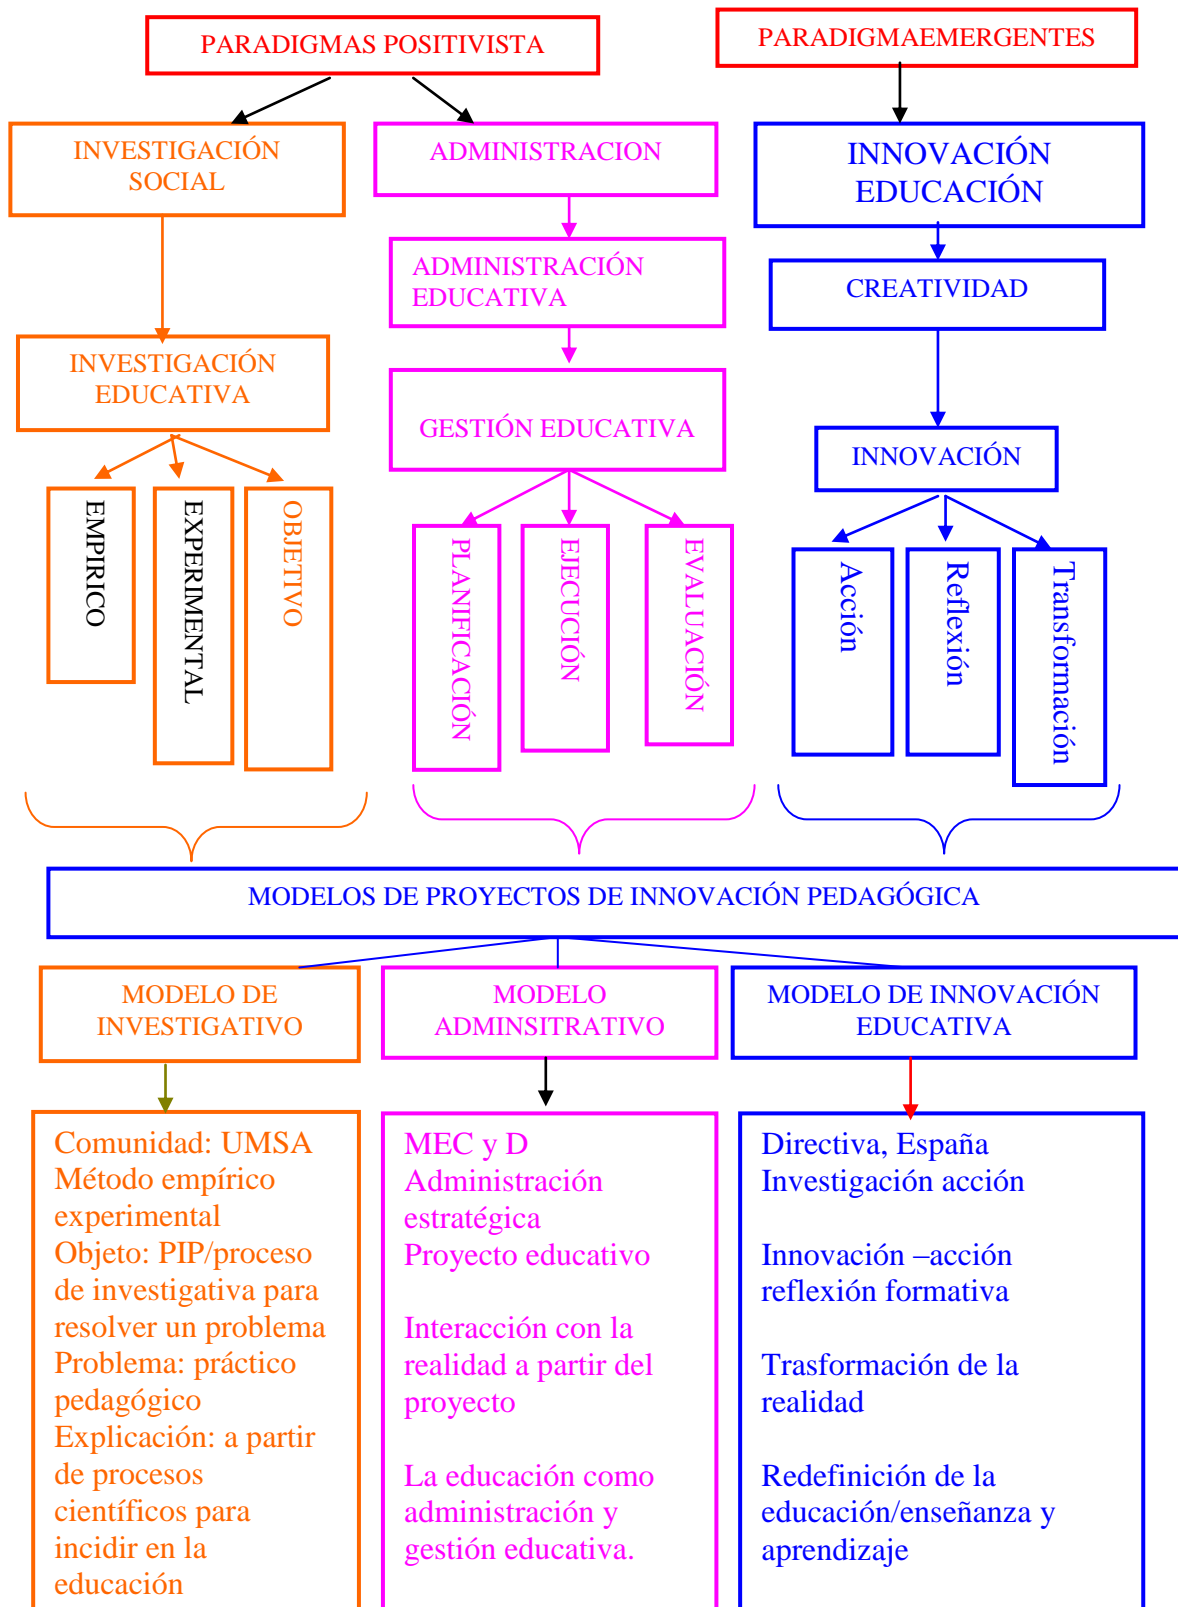 PARADIGMAS POSITIVISTA
PARADIGMAEMERGENTES
INVESTIGACIÓN
SOCIAL
ADMINISTRACION
INNOVACIÓN
EDUCACIÓN
ADMINISTRACIÓN
EDUCATIVA
CREATIVIDAD
INVESTIGACIÓN
EDUCATIVA
GESTIÓN EDUCATIVA
INNOVACIÓN
EMPIRICO
EXPERIMENTAL
OBJETIVO
PLANIFICACIÓN
EJECUCIÓN
EVALUACIÓN
Acción
Reflexión
Transformación
MODELOS DE PROYECTOS DE INNOVACIÓN PEDAGÓGICA
MODELO DE
INVESTIGATIVO
MODELO
ADMINSITRATIVO
MODELO DE INNOVACIÓN
EDUCATIVA
Comunidad: UMSA
Método empírico
experimental
Objeto: PIP/proceso
de investigativa para
resolver un problema
Problema: práctico
pedagógico
Explicación: a partir
de procesos
científicos para
incidir en la
educación
MEC y D
Administración
estratégica
Proyecto educativo
Interacción con la
realidad a partir del
proyecto
La educación como
administración y
gestión educativa.
Directiva, España
Investigación acción
Innovación –acción
reflexión formativa
Trasformación de la
realidad
Redefinición de la
educación/enseñanza y
aprendizaje